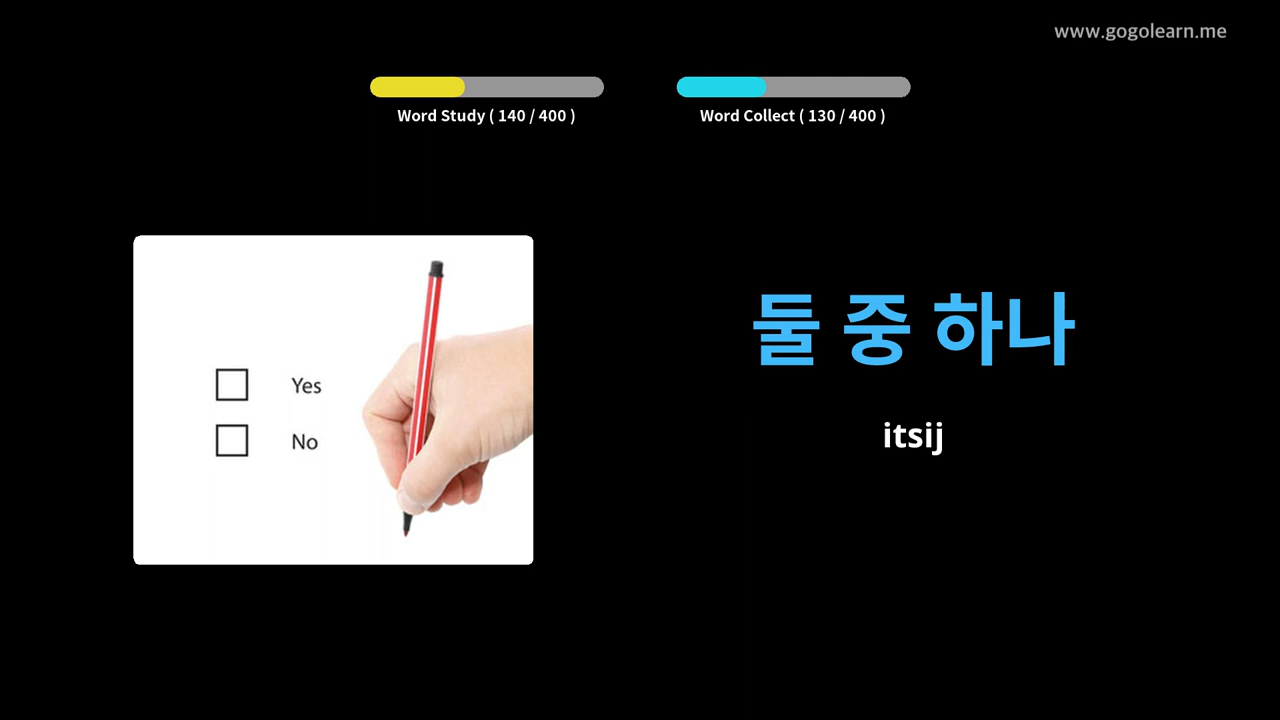 www.gogolearn.me
Word Study ( 140 / 400 )
Word Collect ( 130 / 400 )
Yes
No
둘 중 하나
itsij